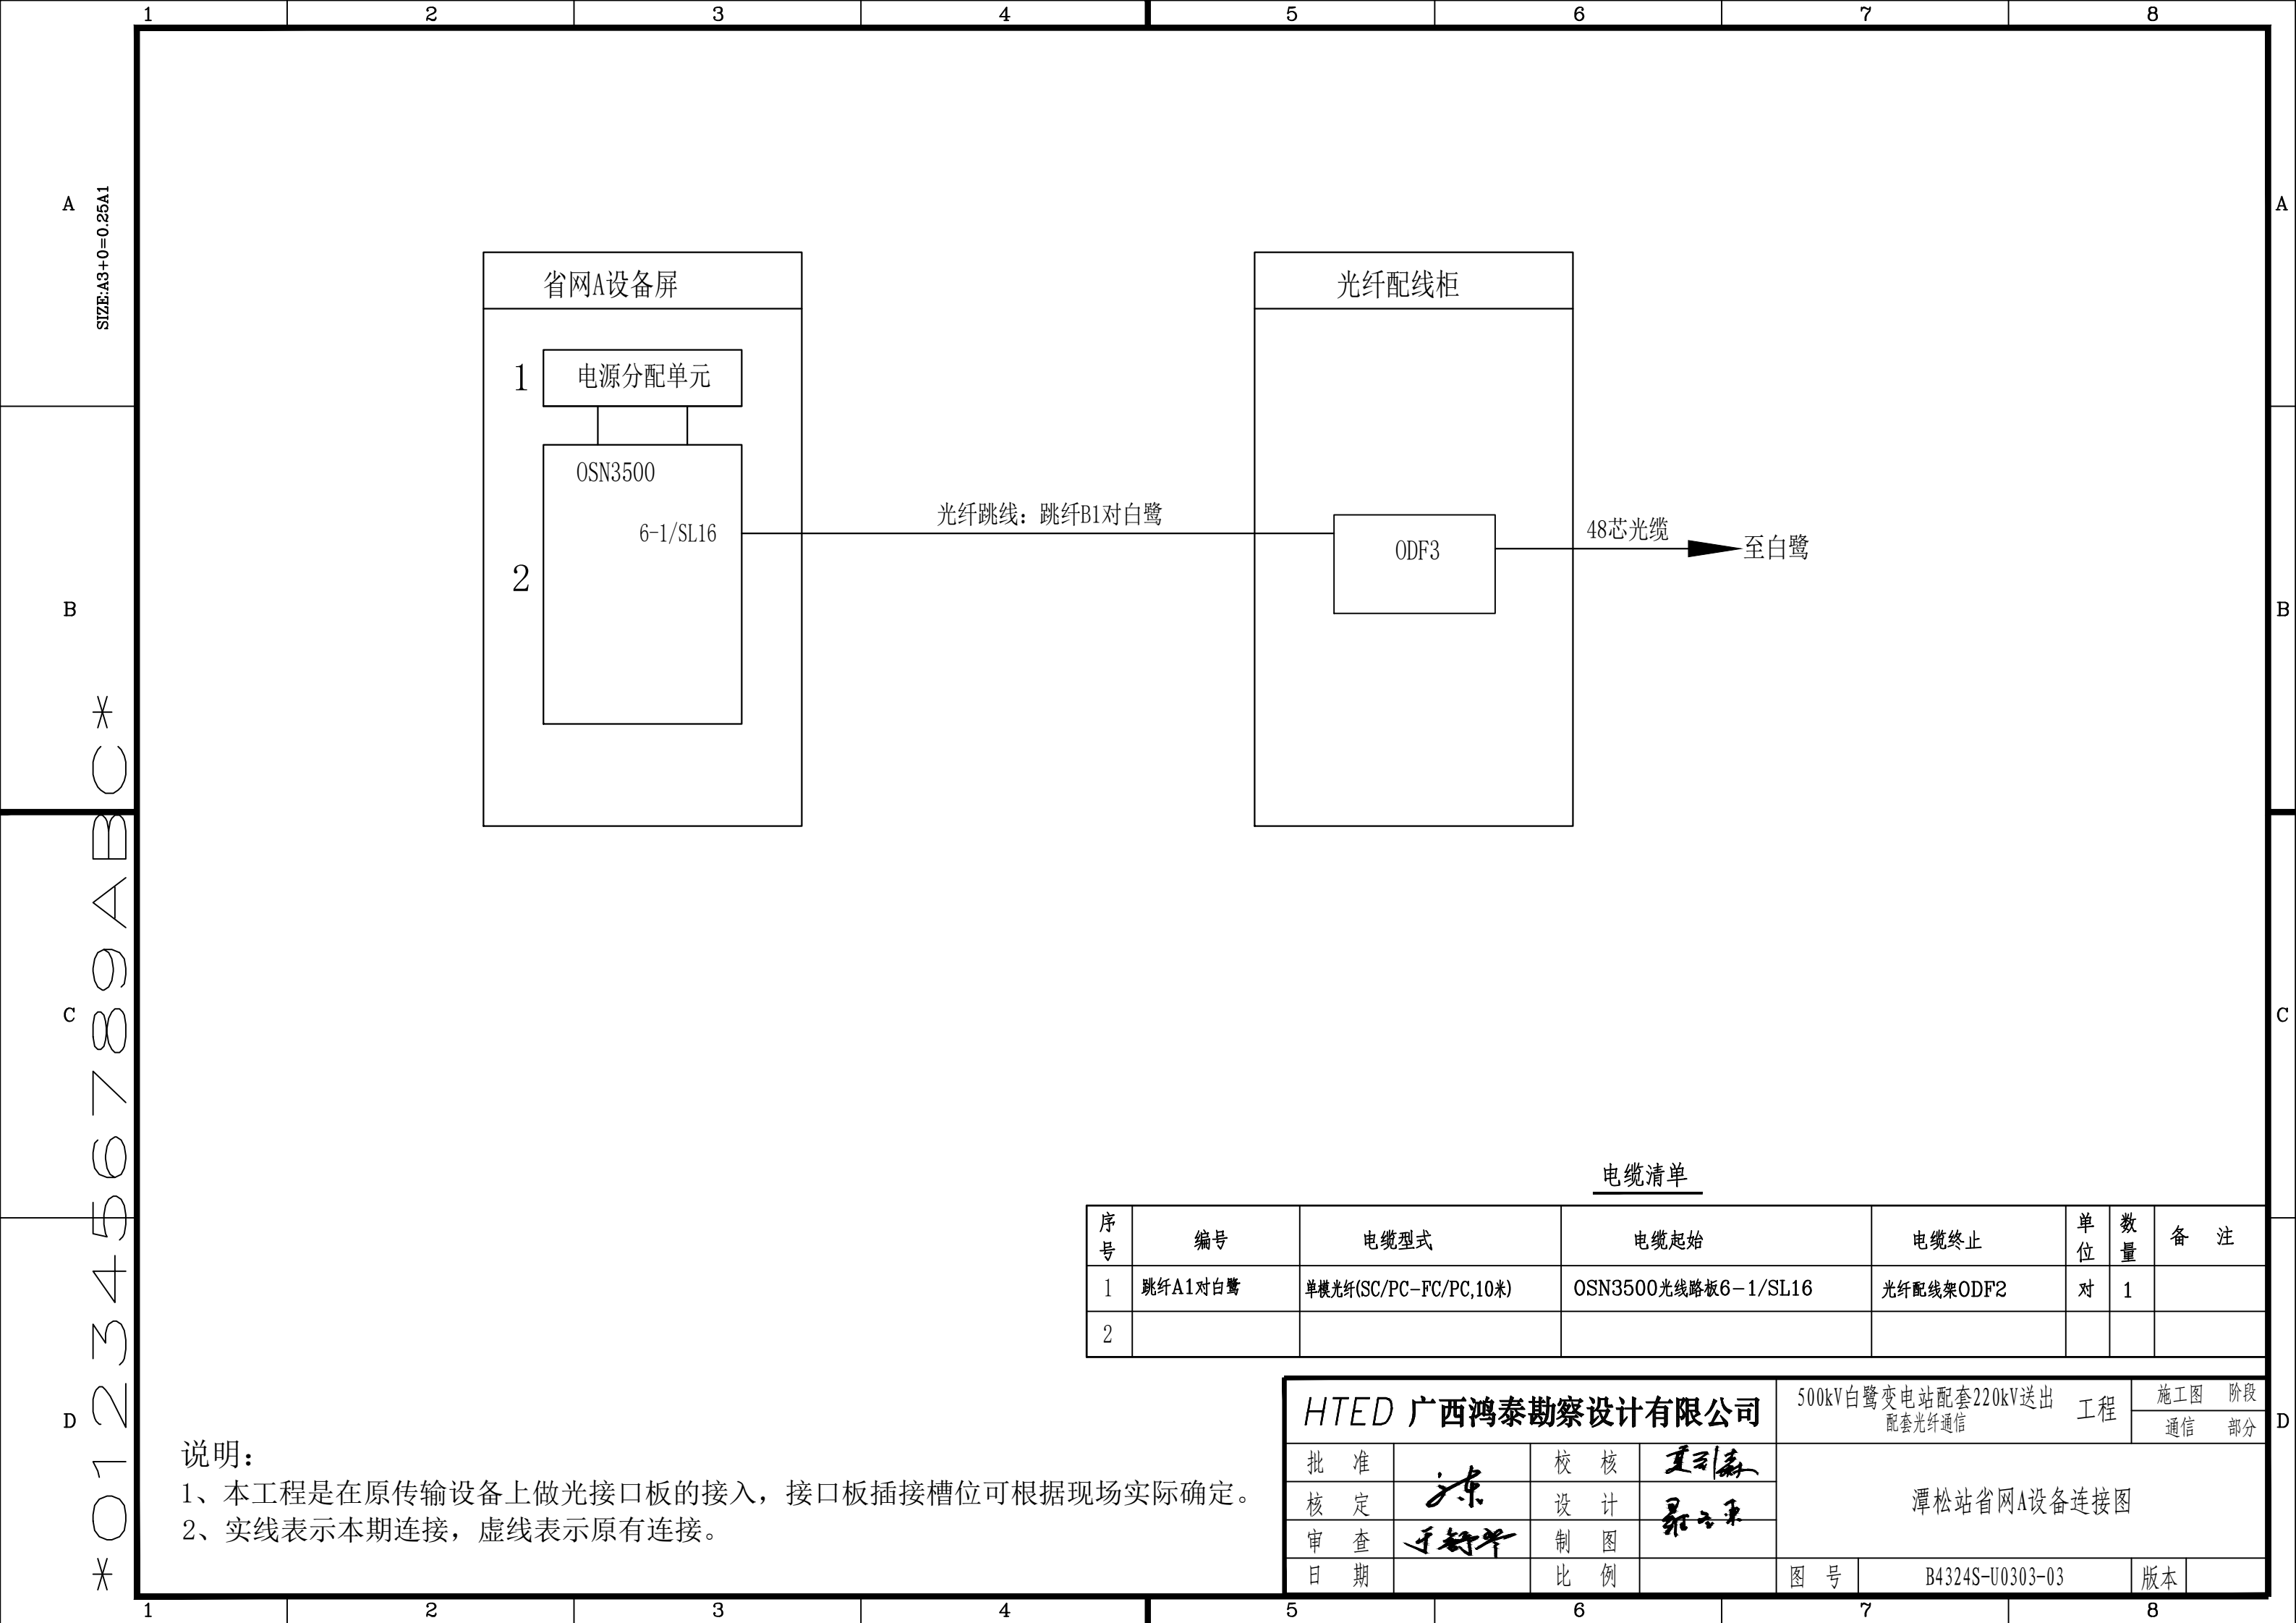 1 2 3 4 5 6 7 8
A
SIZE:A3+0=0.25A1
A
省网A设备屏
光纤配线柜
1
电源分配单元
OSN3500
6-1/SL16
2
光纤跳线：跳纤B1对白鹭
ODF3
48芯光缆
至白鹭
B
B
*0123456789ABC*
C
C
电缆清单
序号 编号 电缆型式 电缆起始 电缆终止 单位 数量 备 注
1 跳纤A1对白鹭 单模光纤(SC/PC-FC/PC,10米) OSN3500光线路板6-1/SL16 光纤配线架ODF2 对 1
2
D
D
说明：
1、本工程是在原传输设备上做光接口板的接入，接口板插接槽位可根据现场实际确定。
2、实线表示本期连接，虚线表示原有连接。
HTED 广西鸿泰勘察设计有限公司
500kV白鹭变电站配套220kV送出
配套光纤通信
工程
施工图 阶段
通信 部分
批 准 校 核
核 定 设 计
审 查 制 图
日 期 比 例
潭松站省网A设备连接图
图 号 B4324S-U0303-03 版本
1 2 3 4 5 6 7 8